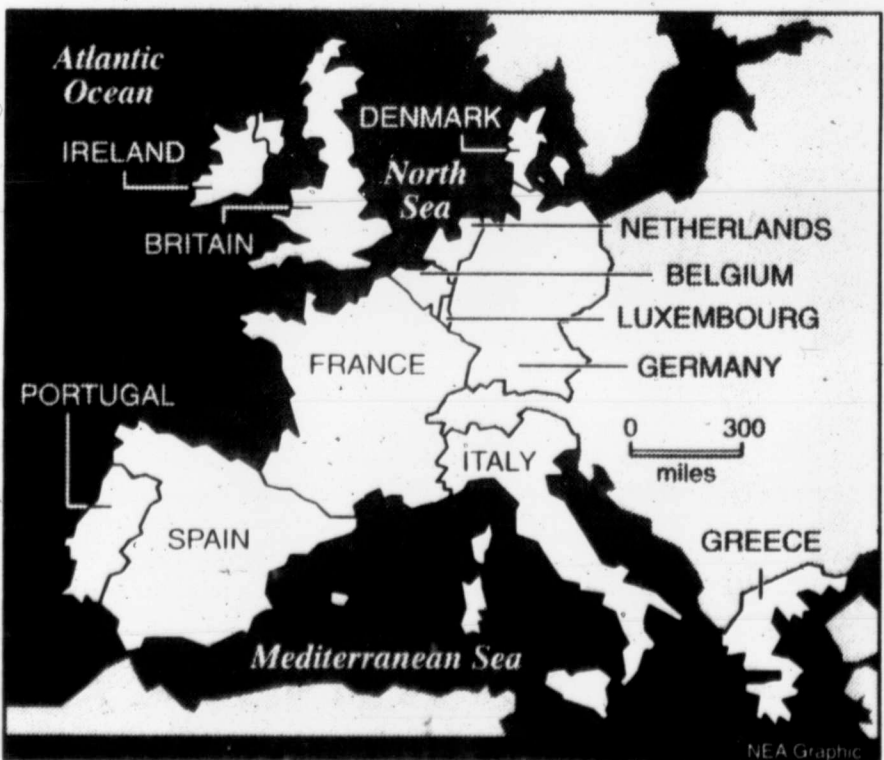 Atlantic
Ocean
DENMARK
IRELAND
North
Sea
BRITAIN
NETHERLANDS
BELGIUM
LUXEMBOURG
FRANCE
GERMANY
PORTUGAL
0 300
miles
ITALY
SPAIN
GREECE
Mediterranean Sea
NEA Graphic